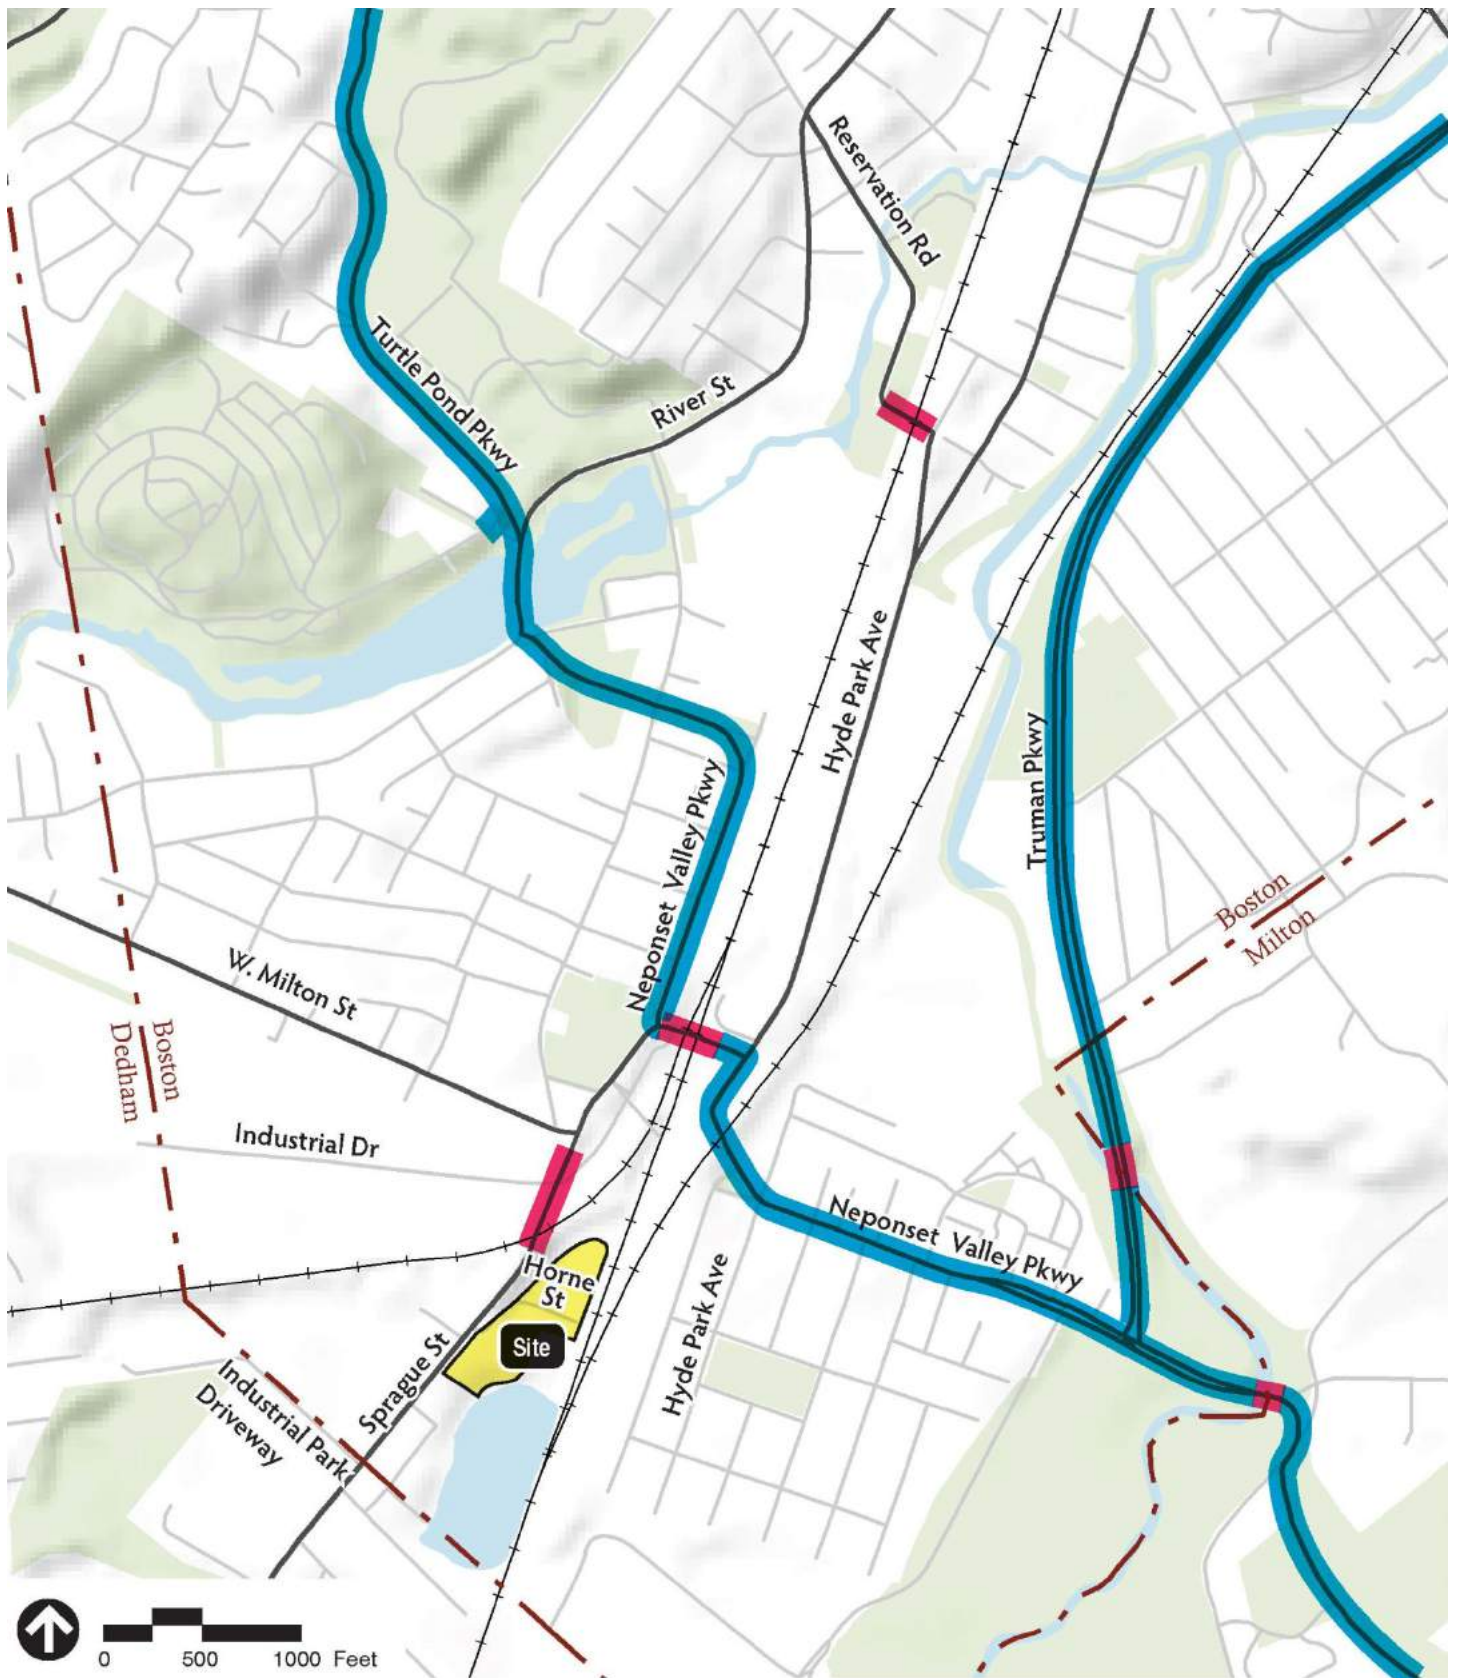 Reservation Rd
Turtle Pond Pkwy
River St
Hyde Park Ave
Truman Pkwy
Neponset Valley Pkwy
Boston
Milton
W. Milton St
Boston
Dedham
Industrial Dr
Neponset Valley Pkwy
Horne
St
Site
Hyde Park Ave
Sprague St
Industrial Park
Driveway
0 500 1000 Feet